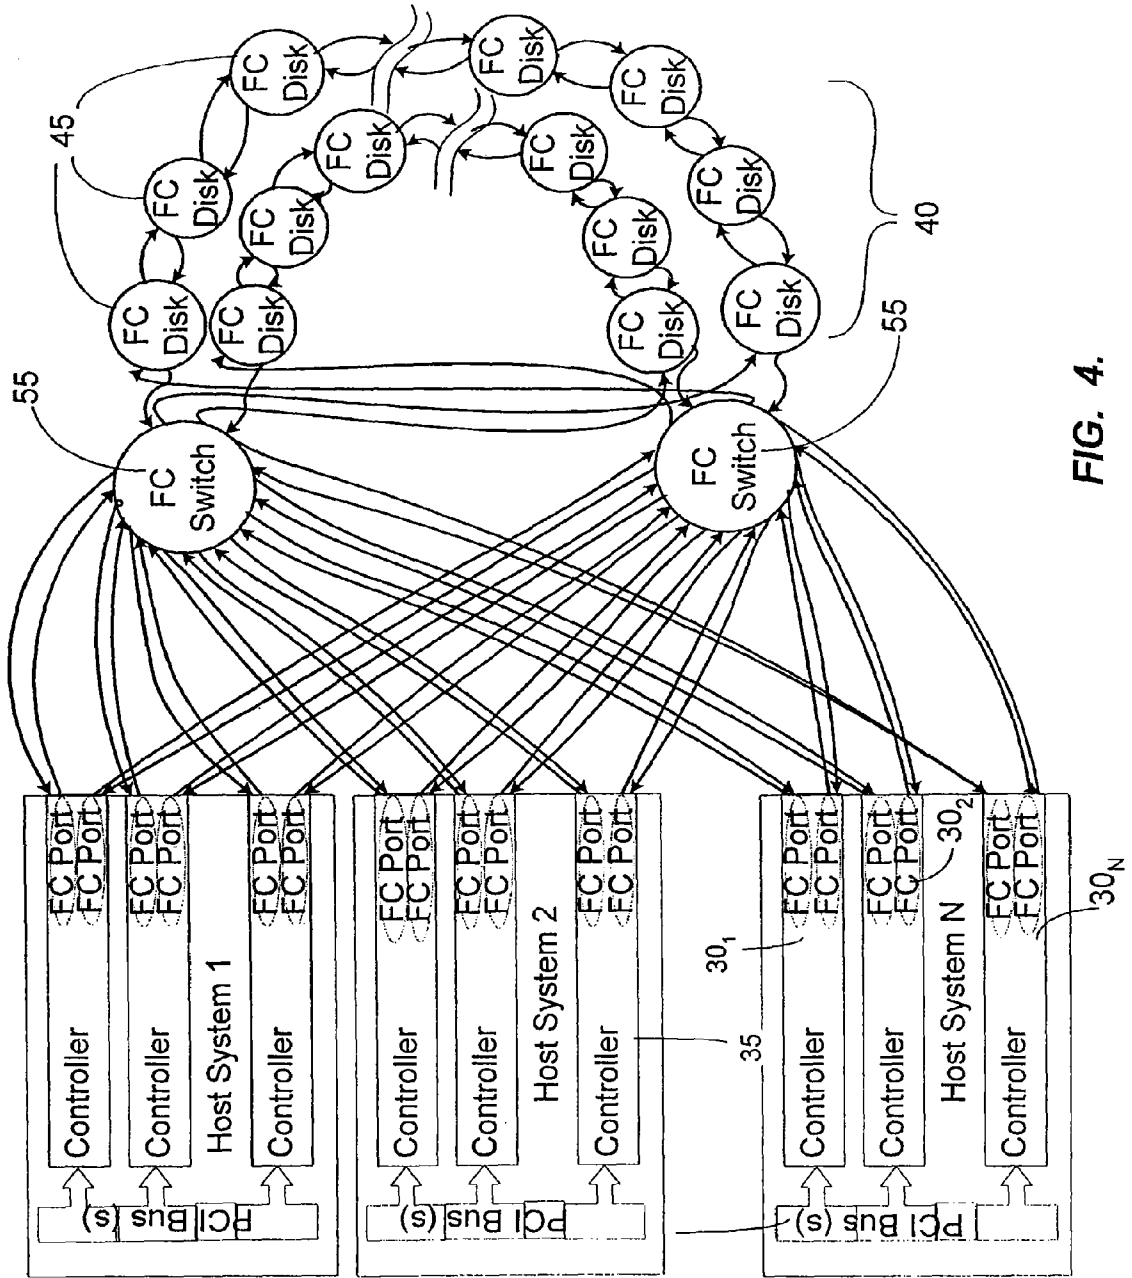 45
FC
Disk
FC
Disk
FC
Disk
FC
Disk
FC
Disk
FC
Disk
FC
Disk
FC
Disk
FC
Disk
FC
Disk
FC
Disk
FC
Disk
FC
Disk
FC
Disk
40
55
FC
Switch
55
FC
Switch
FIG. 4.
FC Port
FC Port
Controller
FC Port
FC Port
Controller
Host System 1
FC Port
FC Port
Controller
PCI Bus (s)
FC Port
FC Port
Controller
FC Port
FC Port
Controller
Host System 2
FC Port
FC Port
Controller
35
PCI Bus (s)
FC Port
FC Port
30₁
Controller
FC Port
FC Port
30₂
Controller
Host System N
FC Port
FC Port
30N
Controller
PCI Bus (s)